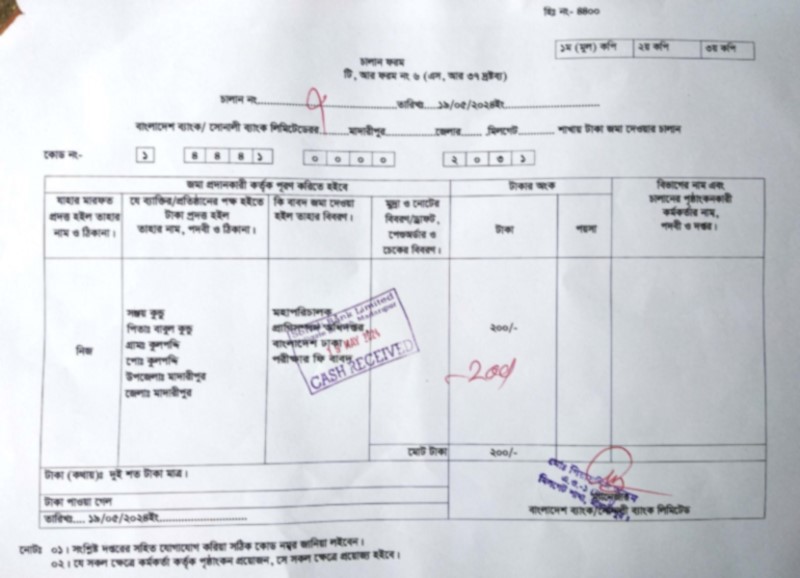 হিঃ নং- ৪৪০০
১ম (মূল) কপি ২য় কপি ৩য় কপি
চালান ফরম
টি, আর ফরম নং ৬ (এস, আর ৩৭ দ্রষ্টব্য)
চালান নং.......... ৭ ..........তারিখঃ.....১৯/০৫/২০২৪ইং..........
বাংলাদেশ ব্যাংক/ সোনালী ব্যাংক লিমিটেডেরর.......মাদারীপুর............জেলার ....মিলগেট........... শাখায় টাকা জমা দেওয়ার চালান
কোড নং- ১ ৪ ৪ ৪ ১ ০ ০ ০ ০ ২ ০ ৩ ১
জমা প্রদানকারী কর্তৃক পূরণ করিতে হইবে
টাকার অংক
বিভাগের নাম এবং
চালানের পৃষ্ঠাংকনকারী
কর্মকর্তার নাম,
পদবী ও দপ্তর।
যাহার মারফত
প্রদত্ত হইল তাহার
নাম ও ঠিকানা।
যে ব্যাক্তির/প্রতিষ্ঠানের পক্ষ হইতে
টাকা প্রদত্ত হইল
তাহার নাম, পদবী ও ঠিকানা।
কি বাবদ জমা দেওয়া
হইল তাহার বিবরণ।
মুদ্রা ও নোটের
বিবরণ/ড্রাফট,
পেঅর্ডার ও
চেকের বিবরণ।
টাকা
পয়সা
নিজ
সঞ্জয় কুন্ডু
পিতাঃ বাবুল কুন্ডু
গ্রামঃ কুলপদ্দি
পোঃ কুলপদ্দি
উপজেলাঃ মাদারীপুর
জেলাঃ মাদারীপুর
মহাপরিচালক,
প্রাণিসম্পদ অধিদপ্তর,
বাংলাদেশ ঢাকা
পরীক্ষার ফি বাবদ
Bank Limited
Madaripur
MAY 2024
CASH RECEIVED
২০০/-
২০০/
মোট টাকা
২০০/-
টাকা (কথায়)ঃ দুই শত টাকা মাত্র।
টাকা পাওয়া গেল
তারিখঃ.... ১৯/০৫/২০২৪ইং..........
বাংলাদেশ ব্যাংক/সোনালী ব্যাংক লিমিটেড
নোটঃ ০১। সংশ্লিষ্ট দপ্তরের সহিত যোগাযোগ করিয়া সঠিক কোড নম্বর জানিয়া লইবেন।
০২। যে সকল ক্ষেত্রে কর্মকর্তা কর্তৃক পৃষ্ঠাংকন প্রয়োজন, সে সকল ক্ষেত্রে প্রয়োজ্য হইবে।